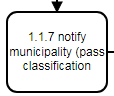 1.1.7 notify
municipality (pass
classification